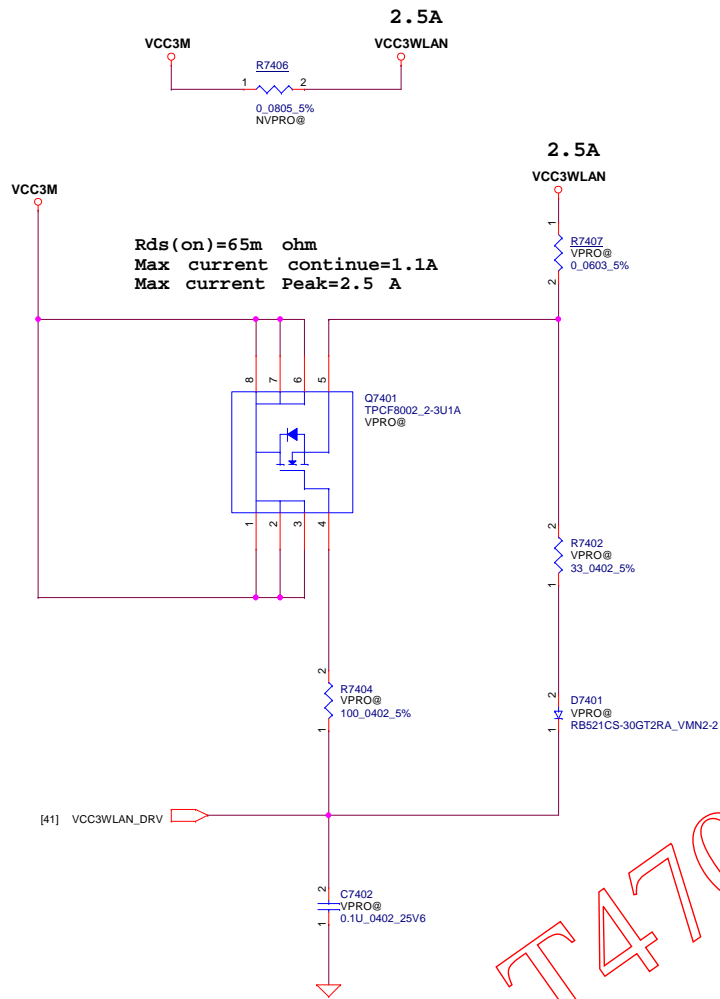 2.5A
VCC3M
VCC3WLAN
R7406
1 2
0_0805_5%
NVPRO@
2.5A
VCC3WLAN
VCC3M
1
R7407
VPRO@
0_0603_5%
2
Rds(on)=65m ohm
Max current continue=1.1A
Max current Peak=2.5 A
8 7 6 5
Q7401
TPCF8002_2-3U1A
VPRO@
1 2 3 4
2
R7402
VPRO@
33_0402_5%
1
2
R7404
VPRO@
100_0402_5%
1
2
D7401
VPRO@
RB521CS-30GT2RA_VMN2-2
1
[41] VCC3WLAN_DRV
2
C7402
VPRO@
0.1U_0402_25V6
1
T470